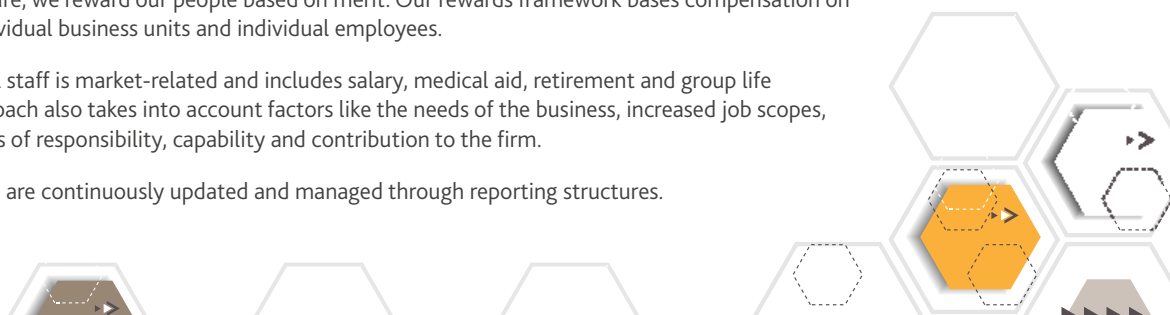 we reward our people based on merit. Our rewards framework bases compensation on
business units and individual employees.
staff is market-related and includes salary, medical aid, retirement and group life
also takes into account factors like the needs of the business, increased job scopes,
of responsibility, capability and contribution to the firm.
are continuously updated and managed through reporting structures.